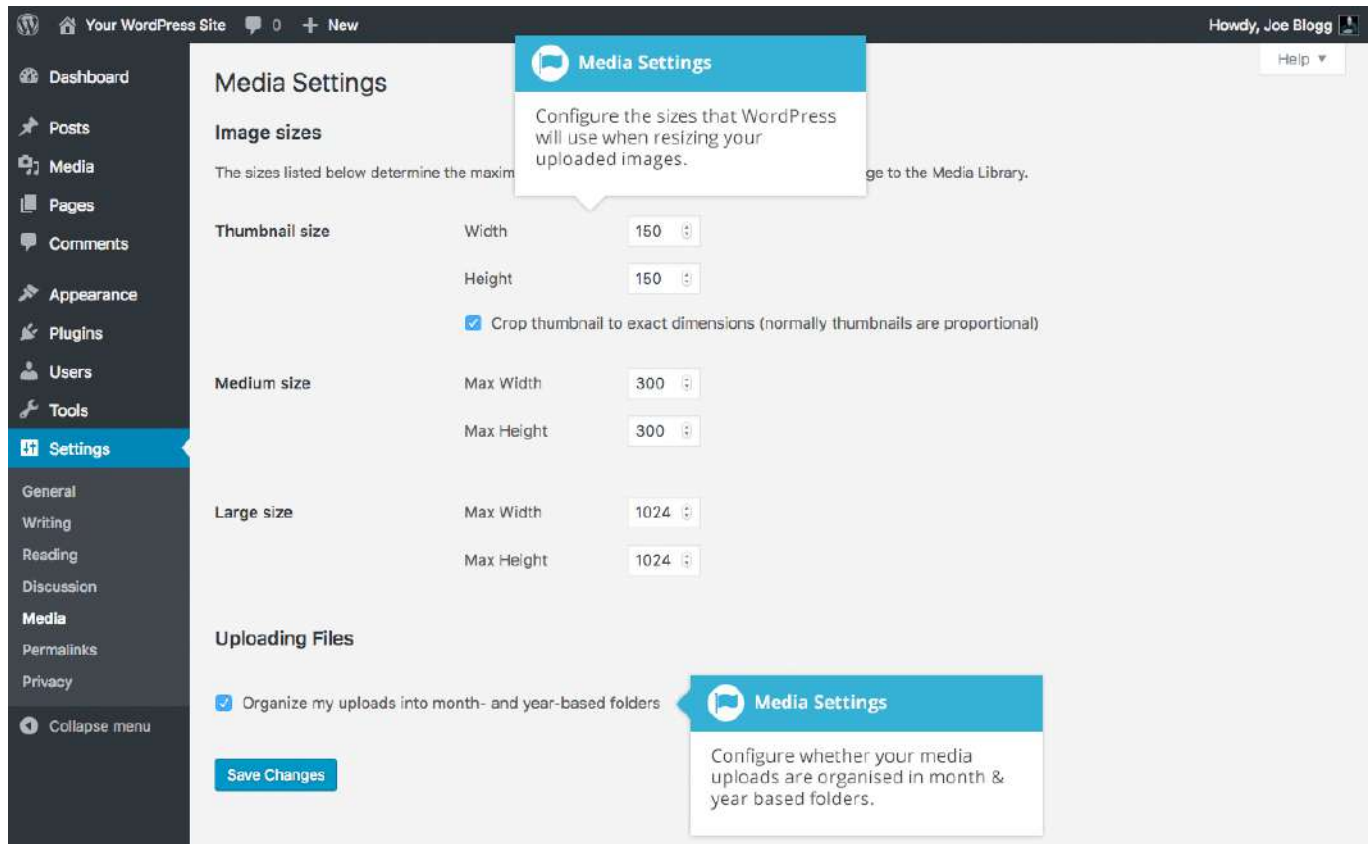 Your WordPress Site 0 + New
Howdy, Joe Blogg
Help ▼
Dashboard
Posts
Media
Pages
Comments
Appearance
Plugins
Users
Tools
Settings
General
Writing
Reading
Discussion
Media
Permalinks
Privacy
Collapse menu
Media Settings
Media Settings
Configure the sizes that WordPress
will use when resizing your
uploaded images.
Image sizes
The sizes listed below determine the maxim
ge to the Media Library.
Thumbnail size
Width 150
Height 150
Crop thumbnail to exact dimensions (normally thumbnails are proportional)
Medium size
Max Width 300
Max Height 300
Large size
Max Width 1024
Max Height 1024
Uploading Files
Organize my uploads into month- and year-based folders
Media Settings
Configure whether your media
uploads are organised in month &
year based folders.
Save Changes